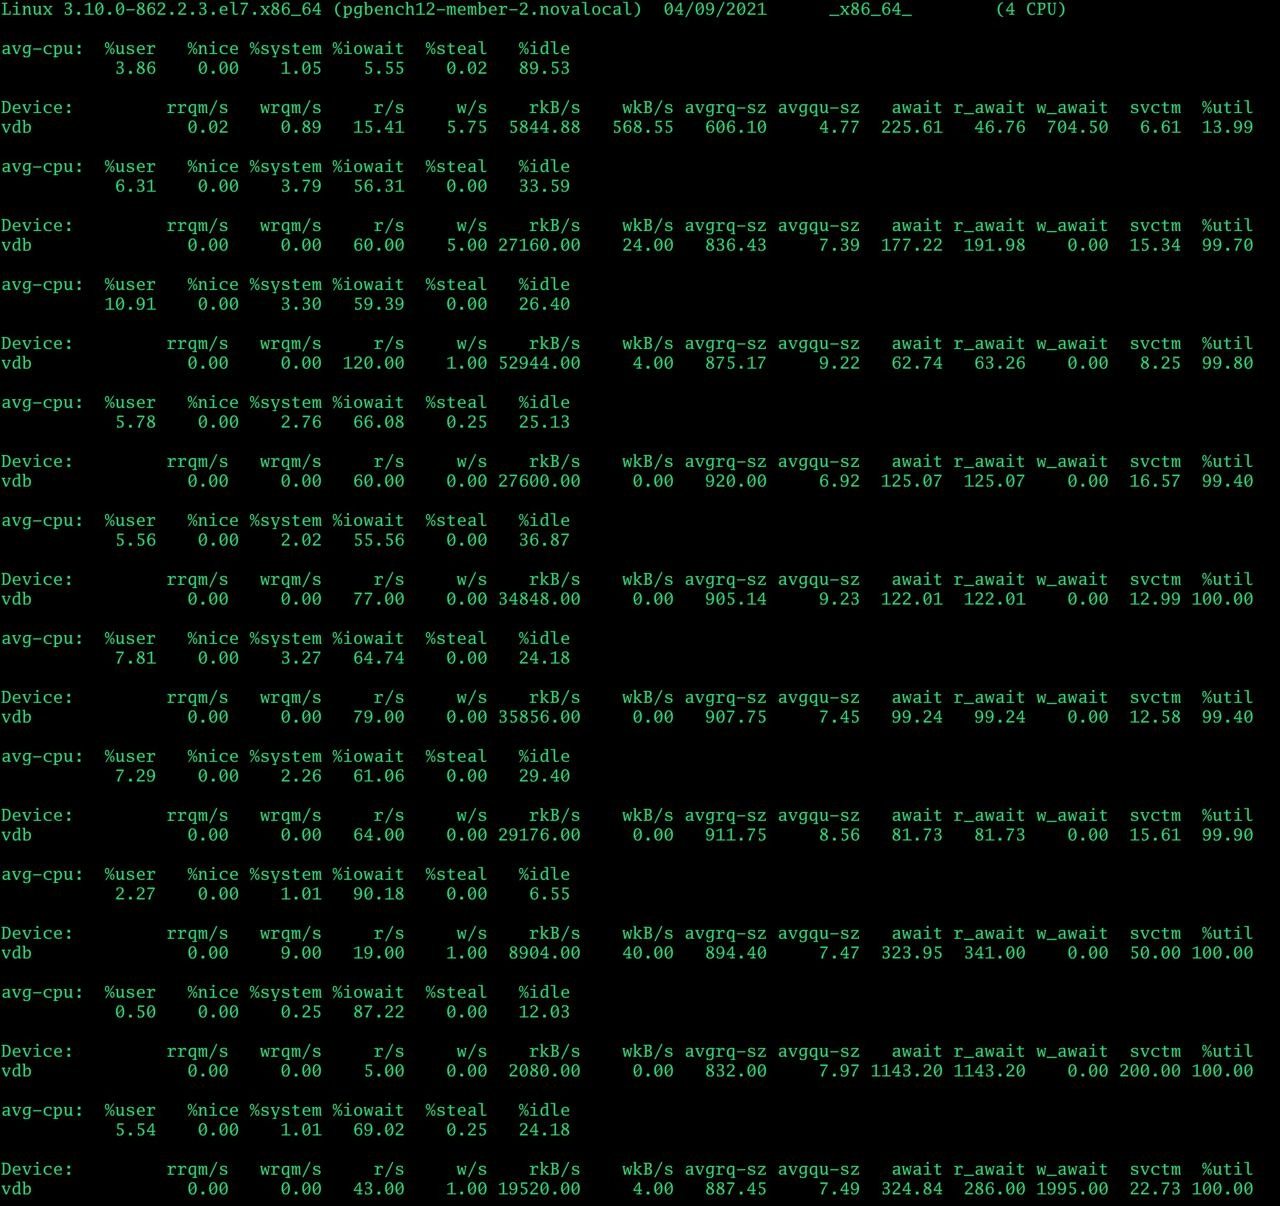 Linux 3.10.0-862.2.3.el7.x86_64 (pgbench12-member-2.novalocal) 04/09/2021 _x86_64_ (4 CPU)
avg-cpu: %user %nice %system %iowait %steal %idle
3.86 0.00 1.05 5.55 0.02 89.53
Device: rrqm/s wrqm/s r/s w/s rkB/s wkB/s avgrq-sz avgqu-sz await r_await w_await svctm %util
vdb 0.02 0.89 15.41 5.75 5844.88 568.55 606.10 4.77 225.61 46.76 704.50 6.61 13.99
avg-cpu: %user %nice %system %iowait %steal %idle
6.31 0.00 3.79 56.31 0.00 33.59
Device: rrqm/s wrqm/s r/s w/s rkB/s wkB/s avgrq-sz avgqu-sz await r_await w_await svctm %util
vdb 0.00 0.00 60.00 5.00 27160.00 24.00 836.43 7.39 177.22 191.98 0.00 15.34 99.70
avg-cpu: %user %nice %system %iowait %steal %idle
10.91 0.00 3.30 59.39 0.00 26.40
Device: rrqm/s wrqm/s r/s w/s rkB/s wkB/s avgrq-sz avgqu-sz await r_await w_await svctm %util
vdb 0.00 0.00 120.00 1.00 52944.00 4.00 875.17 9.22 62.74 63.26 0.00 8.25 99.80
avg-cpu: %user %nice %system %iowait %steal %idle
5.78 0.00 2.76 66.08 0.25 25.13
Device: rrqm/s wrqm/s r/s w/s rkB/s wkB/s avgrq-sz avgqu-sz await r_await w_await svctm %util
vdb 0.00 0.00 60.00 0.00 27600.00 0.00 920.00 6.92 125.07 125.07 0.00 16.57 99.40
avg-cpu: %user %nice %system %iowait %steal %idle
5.56 0.00 2.02 55.56 0.00 36.87
Device: rrqm/s wrqm/s r/s w/s rkB/s wkB/s avgrq-sz avgqu-sz await r_await w_await svctm %util
vdb 0.00 0.00 77.00 0.00 34848.00 0.00 905.14 9.23 122.01 122.01 0.00 12.99 100.00
avg-cpu: %user %nice %system %iowait %steal %idle
7.81 0.00 3.27 64.74 0.00 24.18
Device: rrqm/s wrqm/s r/s w/s rkB/s wkB/s avgrq-sz avgqu-sz await r_await w_await svctm %util
vdb 0.00 0.00 79.00 0.00 35856.00 0.00 907.75 7.45 99.24 99.24 0.00 12.58 99.40
avg-cpu: %user %nice %system %iowait %steal %idle
7.29 0.00 2.26 61.06 0.00 29.40
Device: rrqm/s wrqm/s r/s w/s rkB/s wkB/s avgrq-sz avgqu-sz await r_await w_await svctm %util
vdb 0.00 0.00 64.00 0.00 29176.00 0.00 911.75 8.56 81.73 81.73 0.00 15.61 99.90
avg-cpu: %user %nice %system %iowait %steal %idle
2.27 0.00 1.01 90.18 0.00 6.55
Device: rrqm/s wrqm/s r/s w/s rkB/s wkB/s avgrq-sz avgqu-sz await r_await w_await svctm %util
vdb 0.00 9.00 19.00 1.00 8904.00 40.00 894.40 7.47 323.95 341.00 0.00 50.00 100.00
avg-cpu: %user %nice %system %iowait %steal %idle
0.50 0.00 0.25 87.22 0.00 12.03
Device: rrqm/s wrqm/s r/s w/s rkB/s wkB/s avgrq-sz avgqu-sz await r_await w_await svctm %util
vdb 0.00 0.00 5.00 0.00 2080.00 0.00 832.00 7.97 1143.20 1143.20 0.00 200.00 100.00
avg-cpu: %user %nice %system %iowait %steal %idle
5.54 0.00 1.01 69.02 0.25 24.18
Device: rrqm/s wrqm/s r/s w/s rkB/s wkB/s avgrq-sz avgqu-sz await r_await w_await svctm %util
vdb 0.00 0.00 43.00 1.00 19520.00 4.00 887.45 7.49 324.84 286.00 1995.00 22.73 100.00